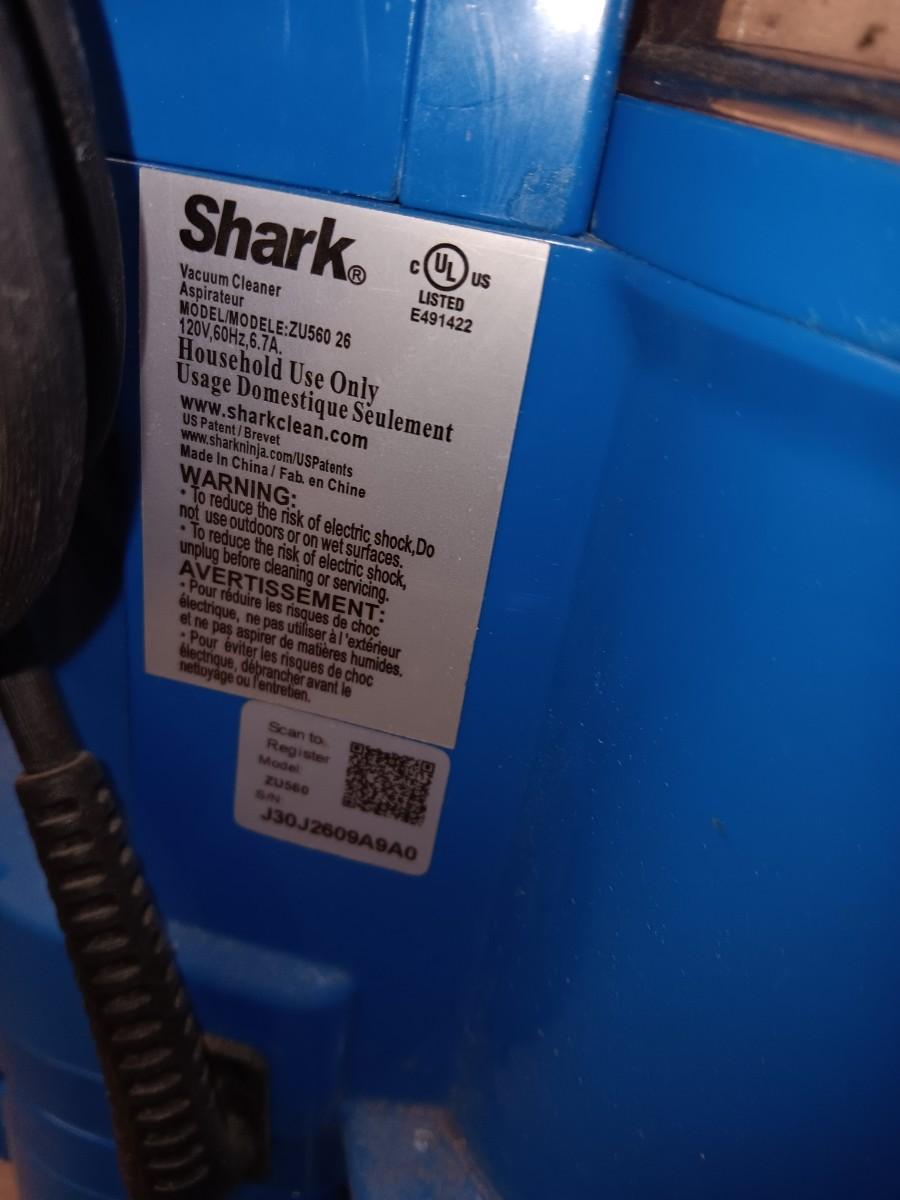 Shark®
C UL US
LISTED
E491422
Vacuum Cleaner
Aspirateur
MODEL/MODELE:ZU560 26
120V,60Hz,6.7A.
Household Use Only
Usage Domestique Seulement
www.sharkclean.com
US Patent / Brevet
www.sharkninja.com/USPatents
Made In China / Fab. en Chine
WARNING:
• To reduce the risk of electric shock,Do
not use outdoors or on wet surfaces.
• To reduce the risk of electric shock,
unplug before cleaning or servicing.
AVERTISSEMENT:
• Pour réduire les risques de choc
électrique, ne pas utiliser à l'extérieur
et ne pas aspirer de matières humides.
• Pour éviter les risques de choc
électrique, débrancher avant le
nettoyage ou l'entretien.
Scan to
Register
Model:
ZU560
S/N:
J30J2609A9A0